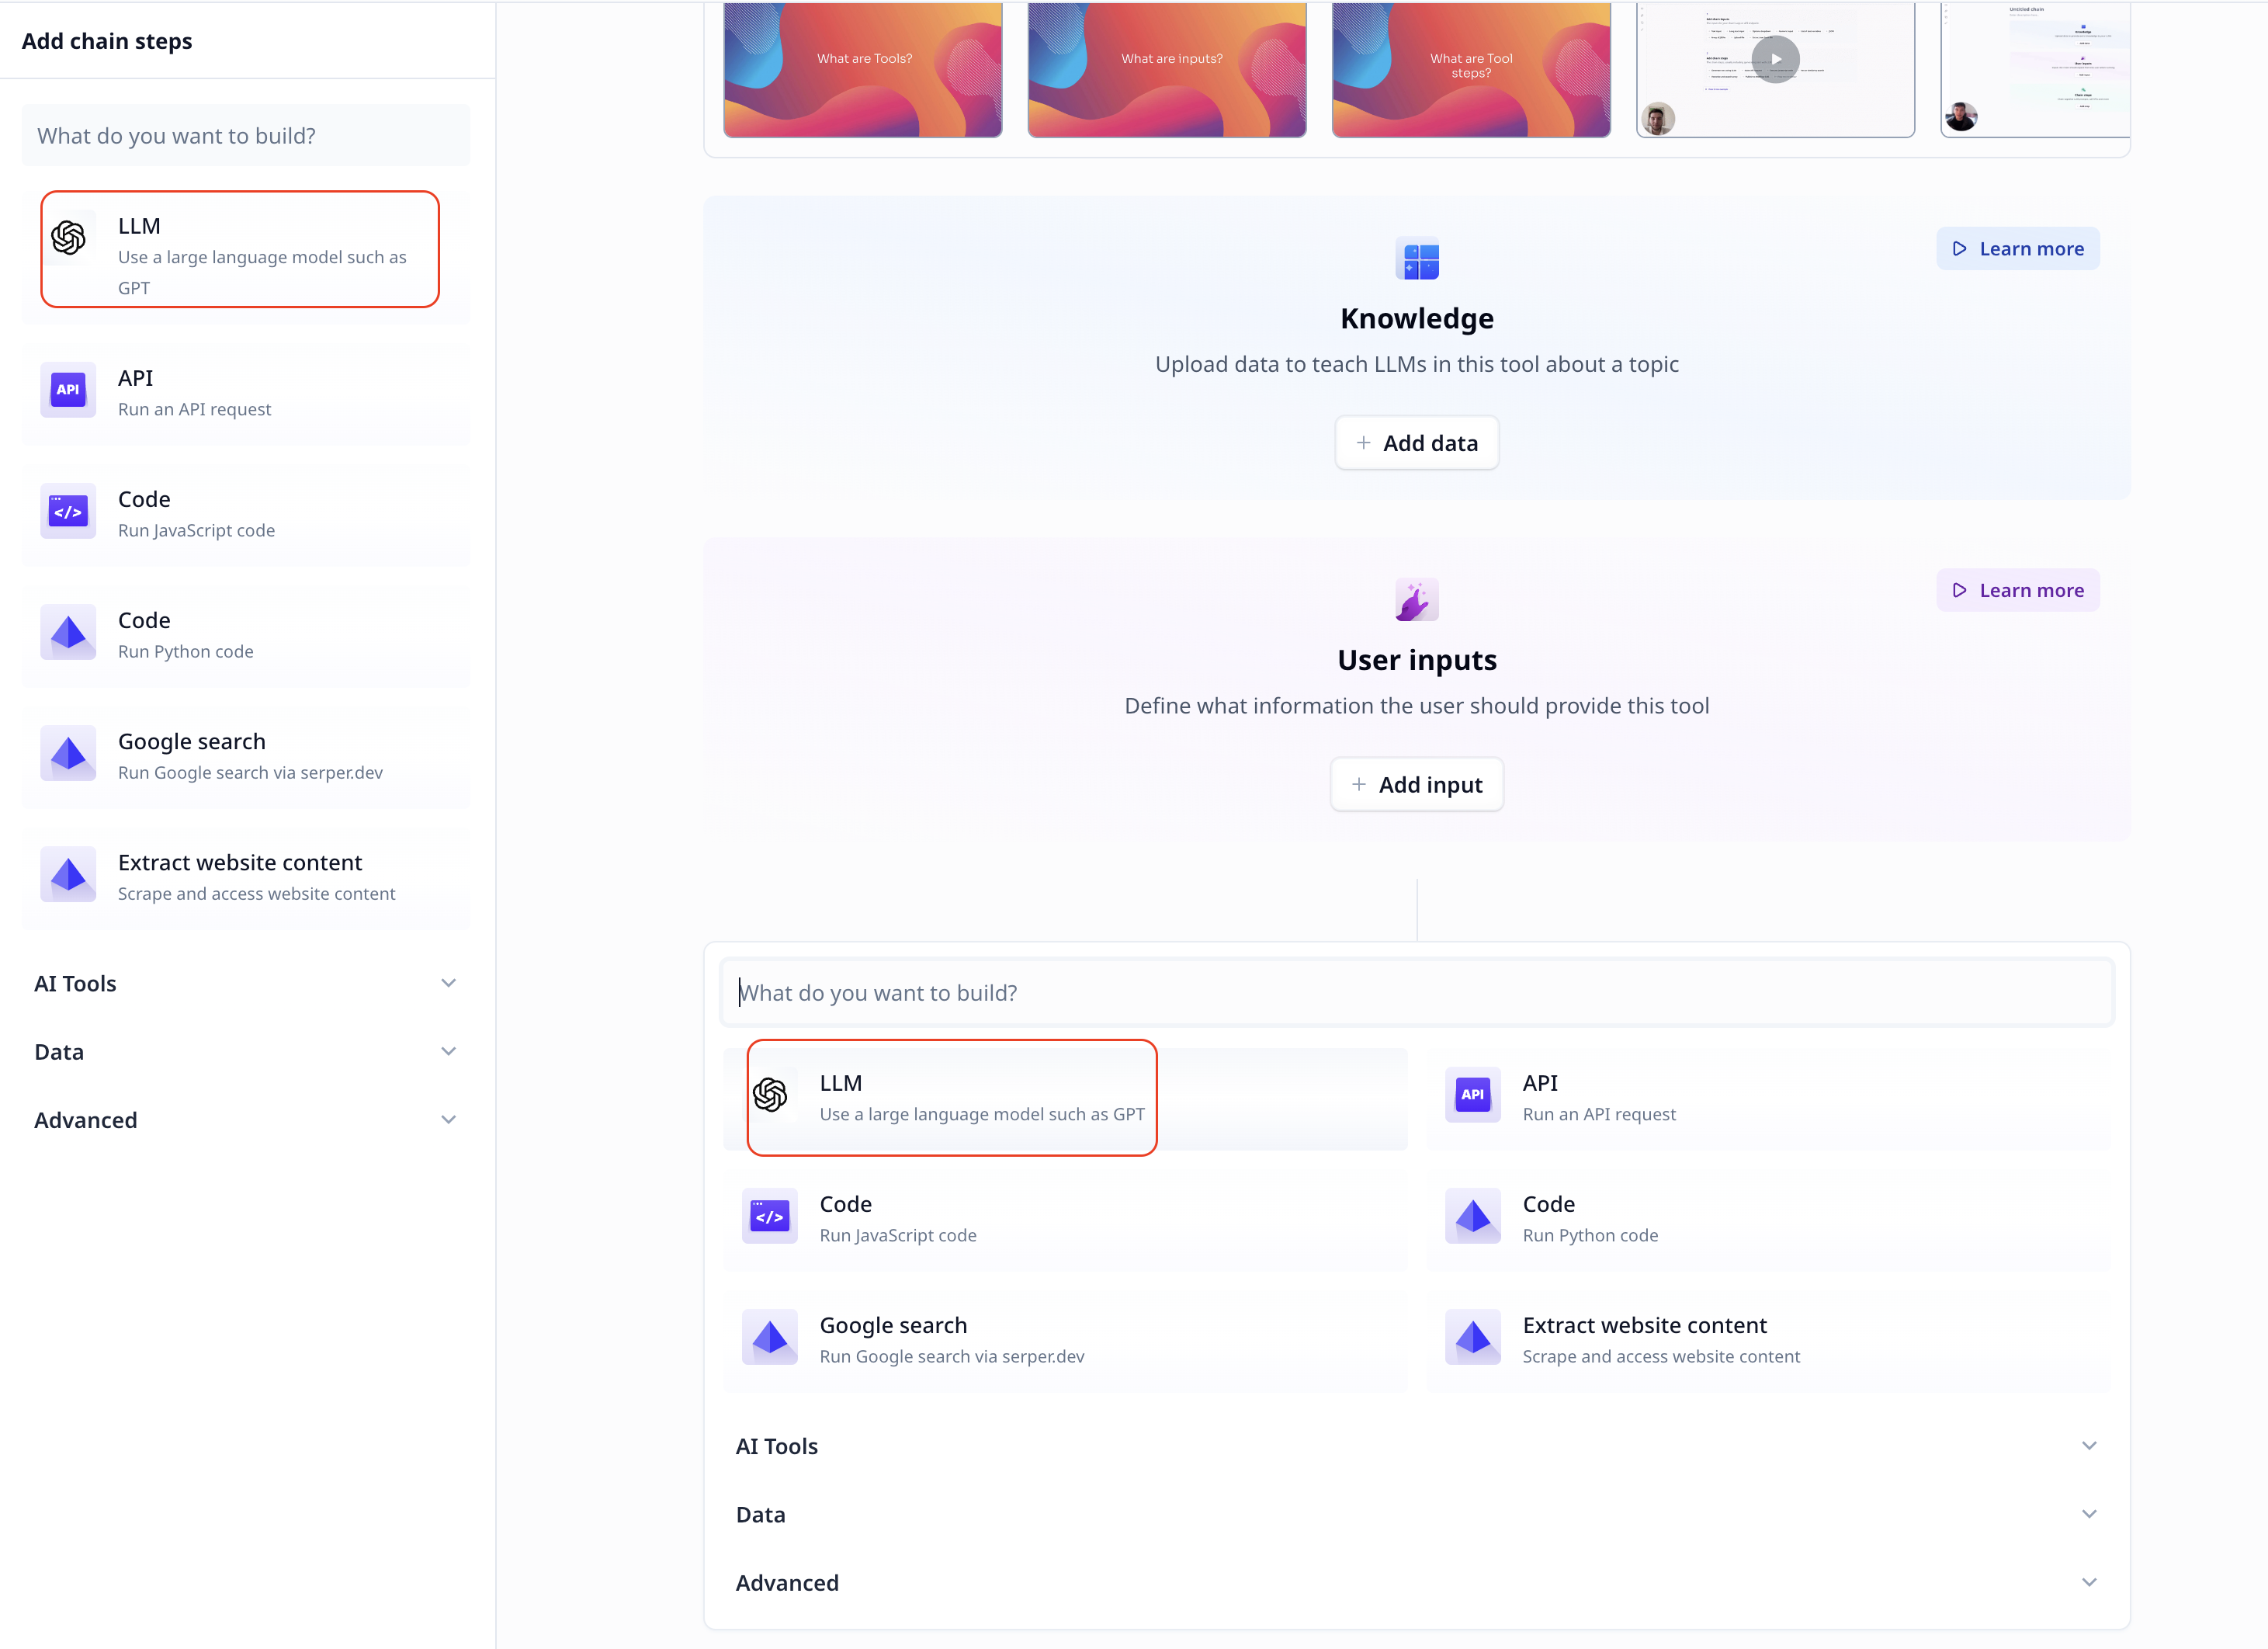 Add chain steps
What do you want to build?
LLM
Use a large language model such as
GPT
API
API
Run an API request
</>
Code
Run JavaScript code
Code
Run Python code
Google search
Run Google search via serper.dev
Extract website content
Scrape and access website content
AI Tools
Data
Advanced
What are Tools?
What are inputs?
What are Tool
steps?
Untitled chain
Knowledge
Upload data to teach LLMs in this tool about a topic
Learn more
Add data
User inputs
Define what information the user should provide this tool
Learn more
Add input
What do you want to build?
LLM
Use a large language model such as GPT
API
API
Run an API request
</>
Code
Run JavaScript code
Code
Run Python code
Google search
Run Google search via serper.dev
Extract website content
Scrape and access website content
AI Tools
Data
Advanced